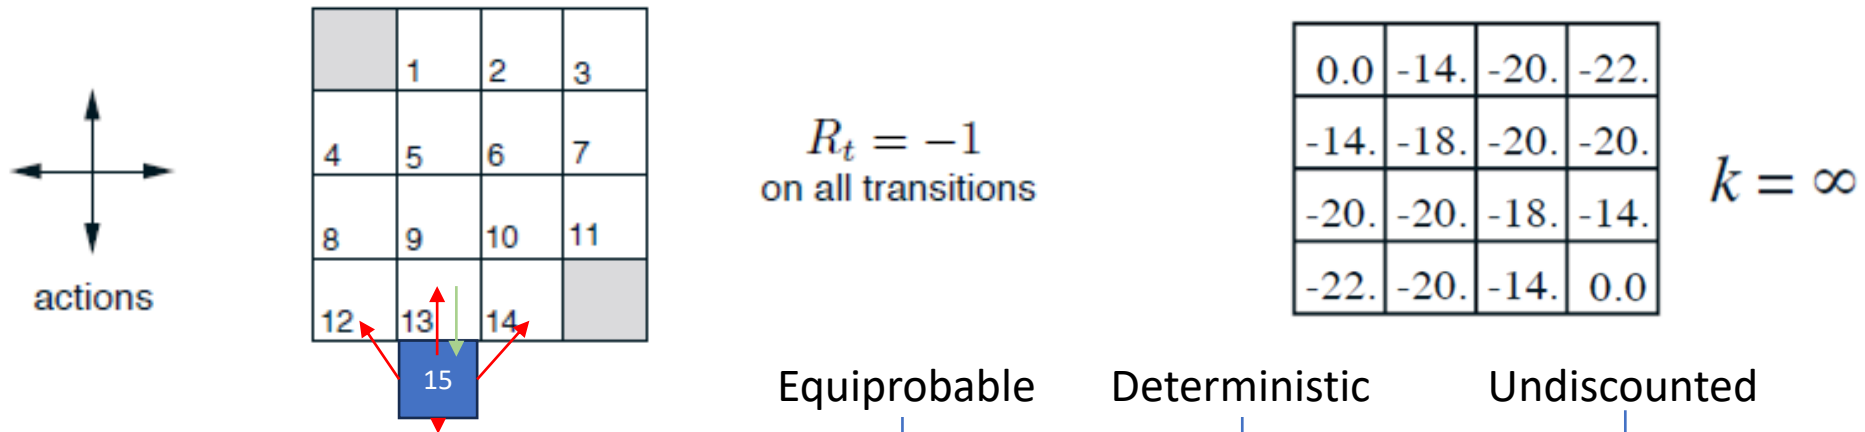 actions
1 2 3
4 5 6 7
8 9 10 11
12 13 14
15
R_t = −1
on all transitions
0.0 -14. -20. -22.
-14. -18. -20. -20.
-20. -20. -18. -14.
-22. -20. -14. 0.0
k = ∞
Equiprobable Deterministic Undiscounted